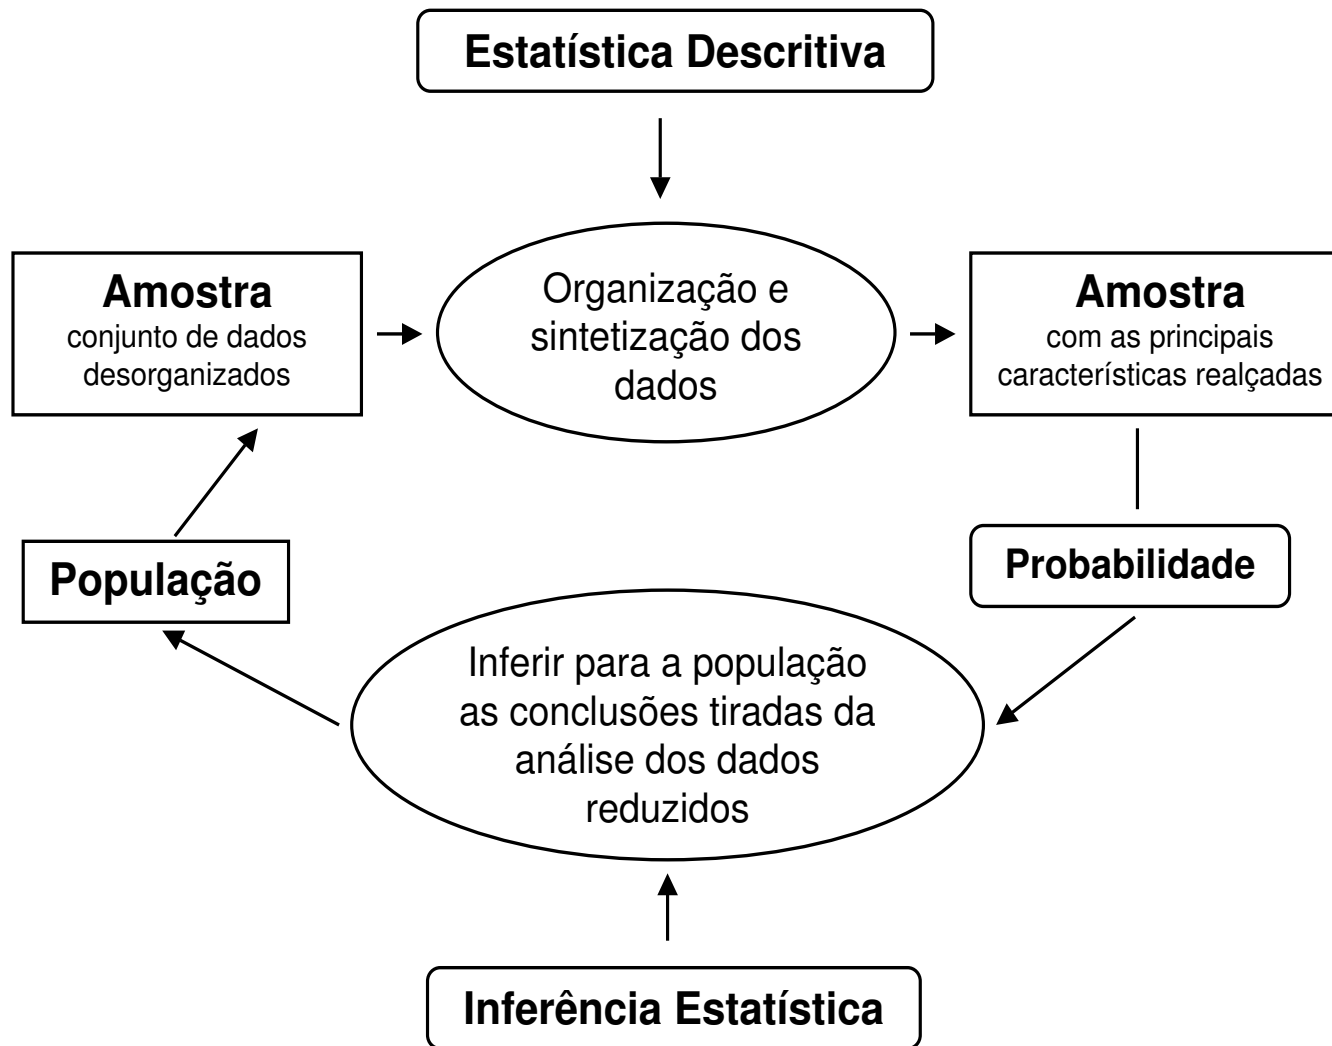 Estatística Descritiva
Amostra
conjunto de dados
desorganizados
Organização e
sintetização dos
dados
Amostra
com as principais
características realçadas
População
Probabilidade
Inferir para a população
as conclusões tiradas da
análise dos dados
reduzidos
Inferência Estatística